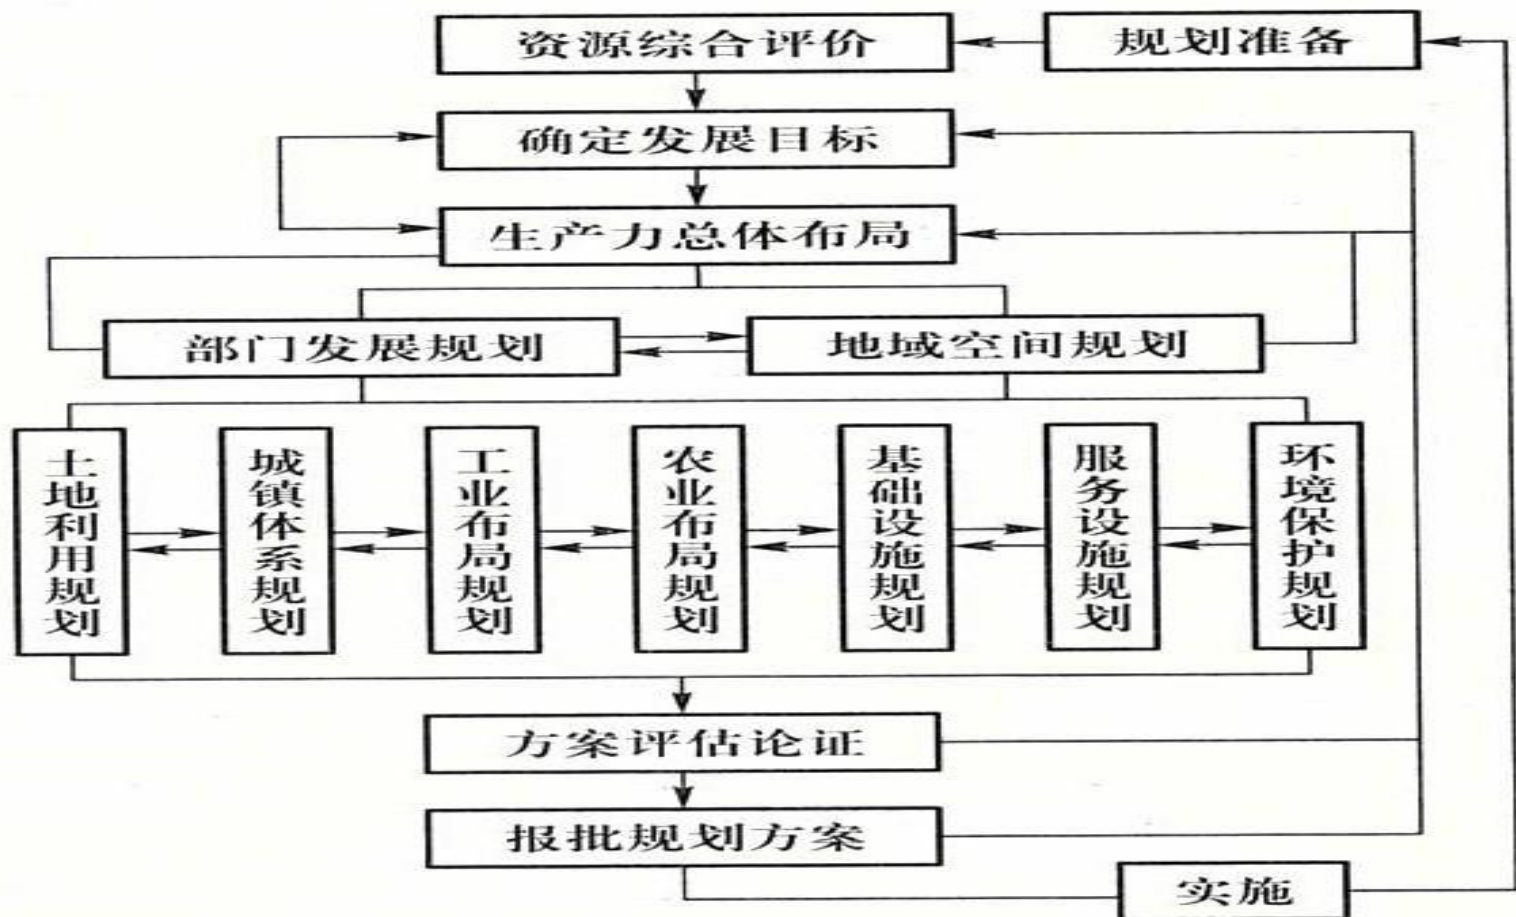 资源综合评价
规划准备
确定发展目标
生产力总体布局
部门发展规划
地域空间规划
土地利用规划
城镇体系规划
工业布局规划
农业布局规划
基础设施规划
服务设施规划
环境保护规划
方案评估论证
报批规划方案
实施